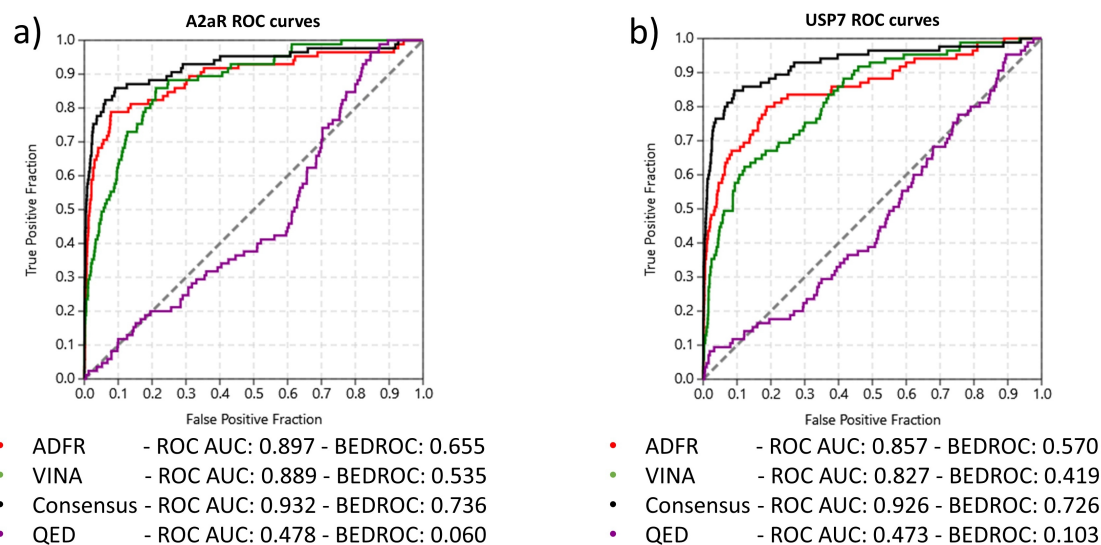 a)
A2aR ROC curves
True Positive Fraction
1.0
0.9
0.8
0.7
0.6
0.5
0.4
0.3
0.2
0.1
0.0
0.0 0.1 0.2 0.3 0.4 0.5 0.6 0.7 0.8 0.9 1.0
False Positive Fraction
• ADFR - ROC AUC: 0.897 - BEDROC: 0.655
• VINA - ROC AUC: 0.889 - BEDROC: 0.535
• Consensus - ROC AUC: 0.932 - BEDROC: 0.736
• QED - ROC AUC: 0.478 - BEDROC: 0.060
b)
USP7 ROC curves
True Positive Fraction
1.0
0.9
0.8
0.7
0.6
0.5
0.4
0.3
0.2
0.1
0.0
0.0 0.1 0.2 0.3 0.4 0.5 0.6 0.7 0.8 0.9 1.0
False Positive Fraction
• ADFR - ROC AUC: 0.857 - BEDROC: 0.570
• VINA - ROC AUC: 0.827 - BEDROC: 0.419
• Consensus - ROC AUC: 0.926 - BEDROC: 0.726
• QED - ROC AUC: 0.473 - BEDROC: 0.103